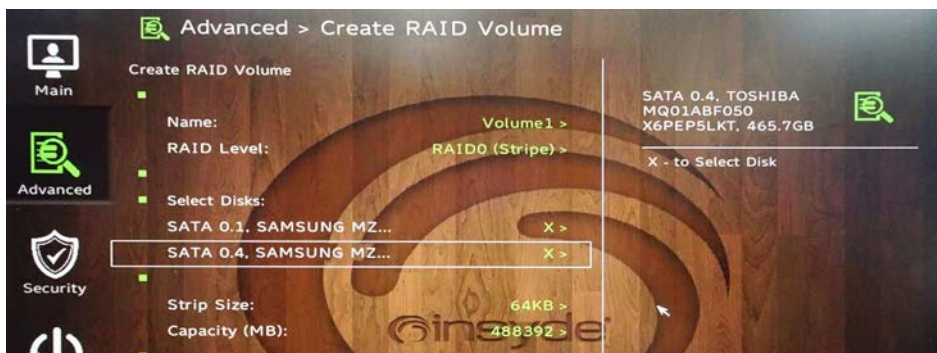 Advanced > Create RAID Volume
Main
Create RAID Volume
Name: Volume1 >
RAID Level: RAID0 (Stripe) >
Advanced
Select Disks:
SATA 0.1, SAMSUNG MZ... X >
SATA 0.4, SAMSUNG MZ... X >
Security
Strip Size: 64KB >
Capacity (MB): 488392 >
insyde
SATA 0.4, TOSHIBA
MQ01ABF050
X6PEP5LKT, 465.7GB
X - to Select Disk